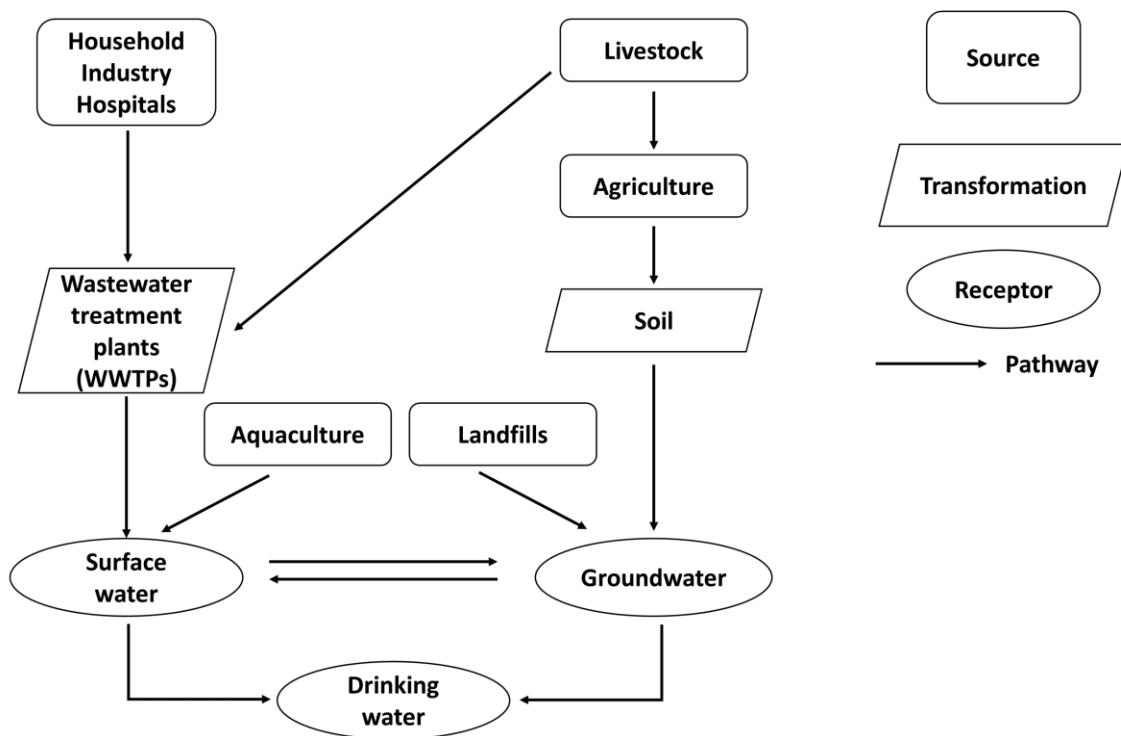 Household
Industry
Hospitals
Livestock
Source
Agriculture
Transformation
Wastewater
treatment
plants
(WWTPs)
Soil
Receptor
Pathway
Aquaculture
Landfills
Surface
water
Groundwater
Drinking
water